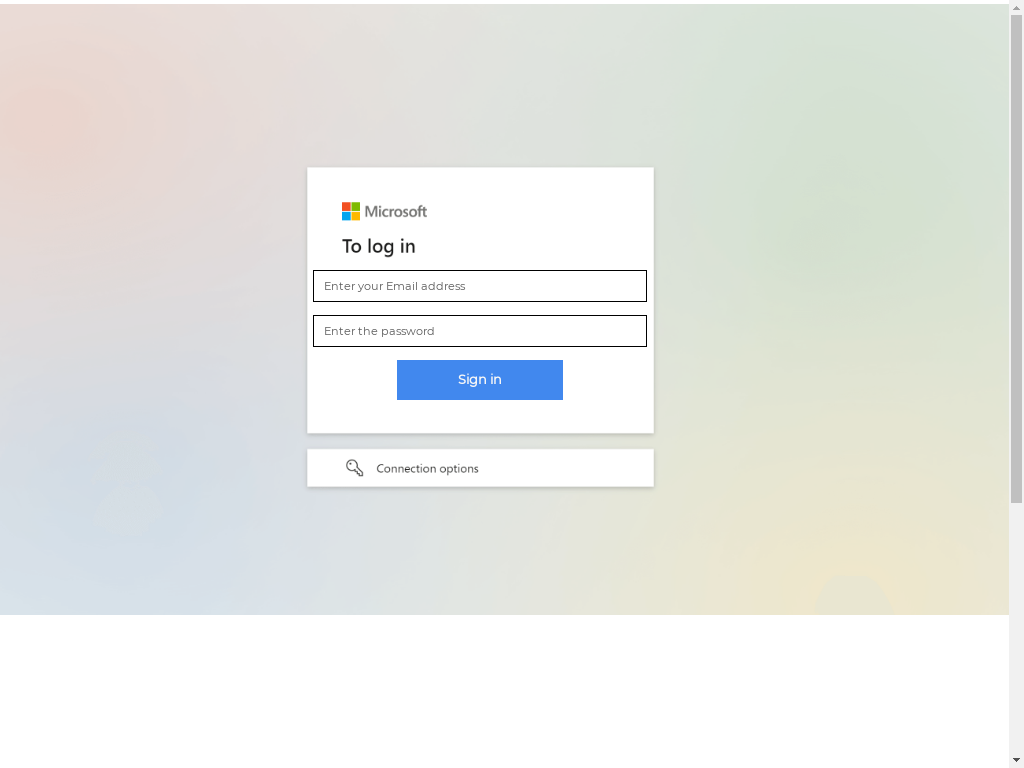 Microsoft
To log in
Enter your Email address
Enter the password
Sign in
Connection options